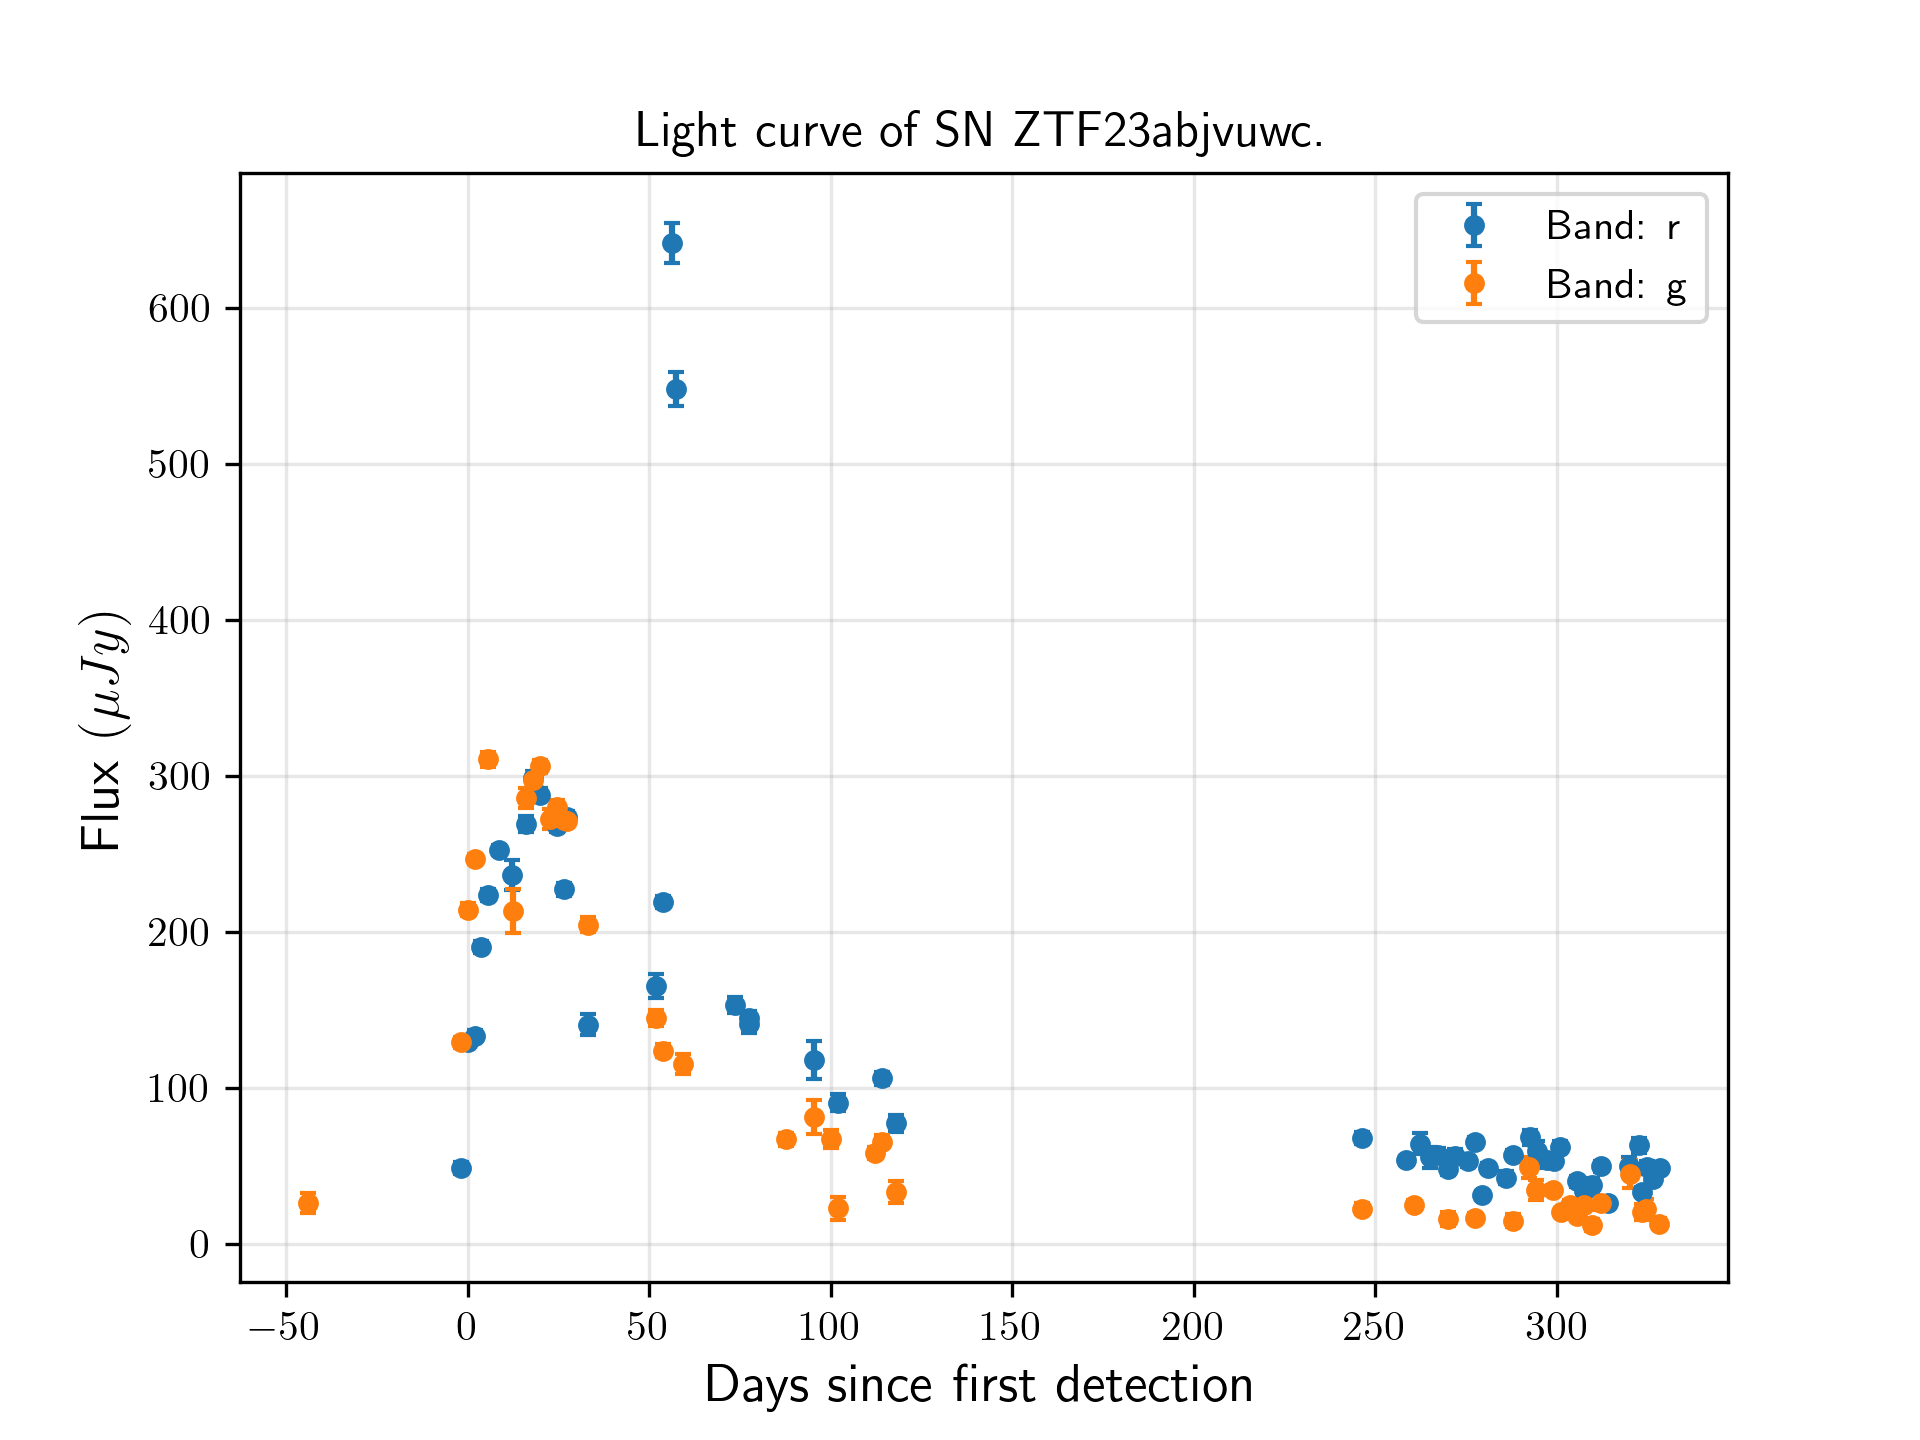 Light curve of SN ZTF23abjvuwc.
Band: r
Band: g
600
500
400
300
200
100
0
Flux (μJy)
−50 0 50 100 150 200 250 300
Days since first detection